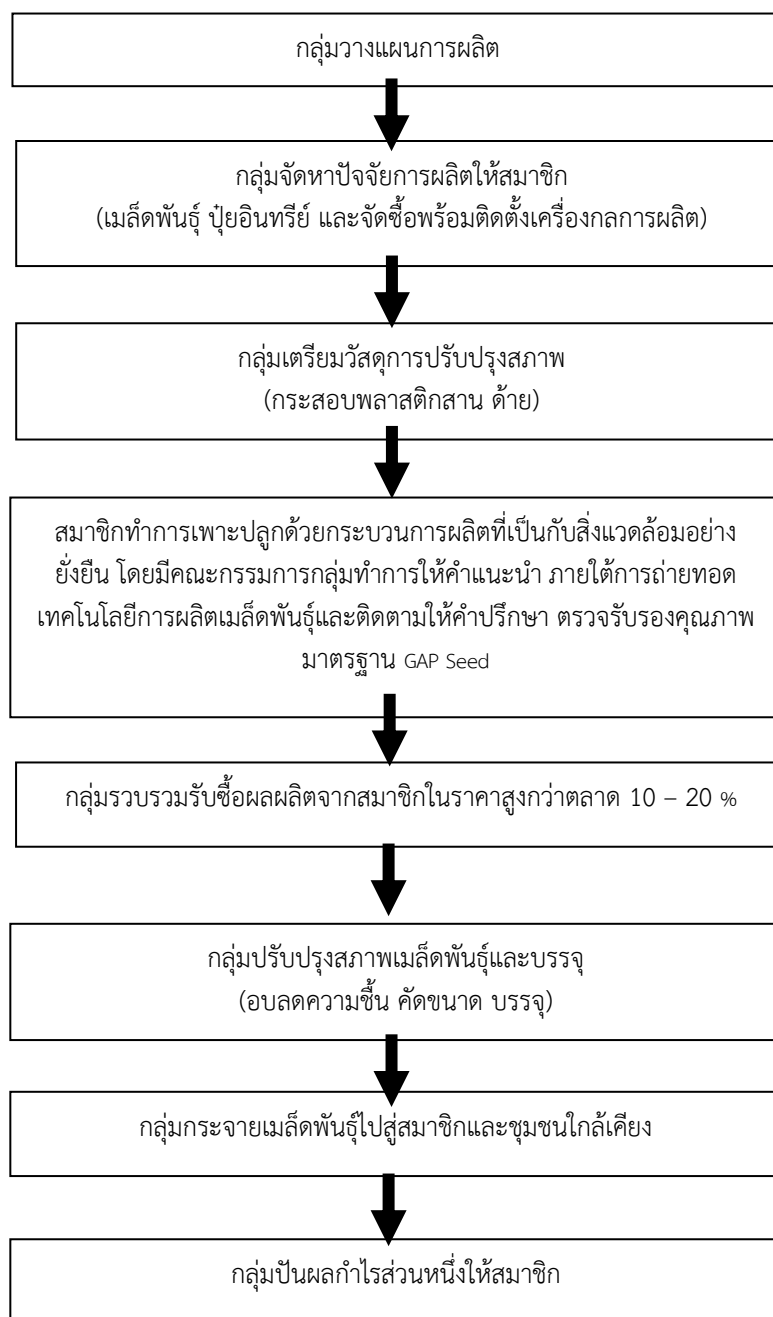 กลุ่มวางแผนการผลิต
กลุ่มจัดหาปัจจัยการผลิตให้สมาชิก
(เมล็ดพันธุ์ ปุ๋ยอินทรีย์ และจัดซื้อพร้อมติดตั้งเครื่องกลการผลิต)
กลุ่มเตรียมวัสดุการปรับปรุงสภาพ
(กระสอบพลาสติกสาน ด้าย)
สมาชิกทำการเพาะปลูกด้วยกระบวนการผลิตที่เป็นกับสิ่งแวดล้อมอย่าง
ยั่งยืน โดยมีคณะกรรมการกลุ่มทำการให้คำแนะนำ ภายใต้การถ่ายทอด
เทคโนโลยีการผลิตเมล็ดพันธุ์และติดตามให้คำปรึกษา ตรวจรับรองคุณภาพ
มาตรฐาน GAP Seed
กลุ่มรวบรวมรับซื้อผลผลิตจากสมาชิกในราคาสูงกว่าตลาด 10 – 20 %
กลุ่มปรับปรุงสภาพเมล็ดพันธุ์และบรรจุ
(อบลดความชื้น คัดขนาด บรรจุ)
กลุ่มกระจายเมล็ดพันธุ์ไปสู่สมาชิกและชุมชนใกล้เคียง
กลุ่มปันผลกำไรส่วนหนึ่งให้สมาชิก